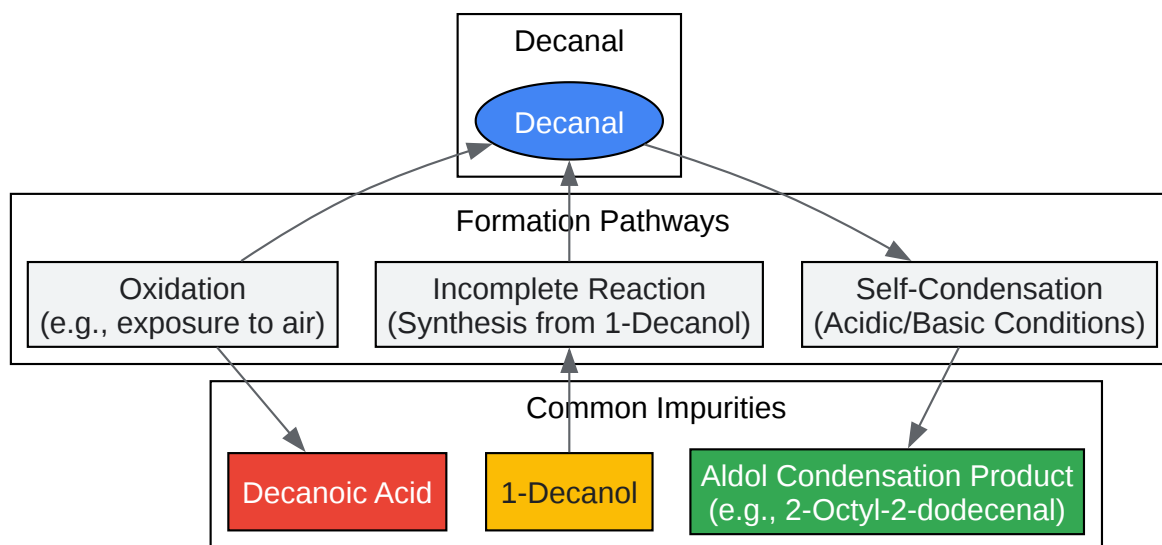 Decanal
Decanal
Formation Pathways
Oxidation
(e.g., exposure to air)
Incomplete Reaction
(Synthesis from 1-Decanol)
Self-Condensation
(Acidic/Basic Conditions)
Common Impurities
Decanoic Acid
1-Decanol
Aldol Condensation Product
(e.g., 2-Octyl-2-dodecenal)